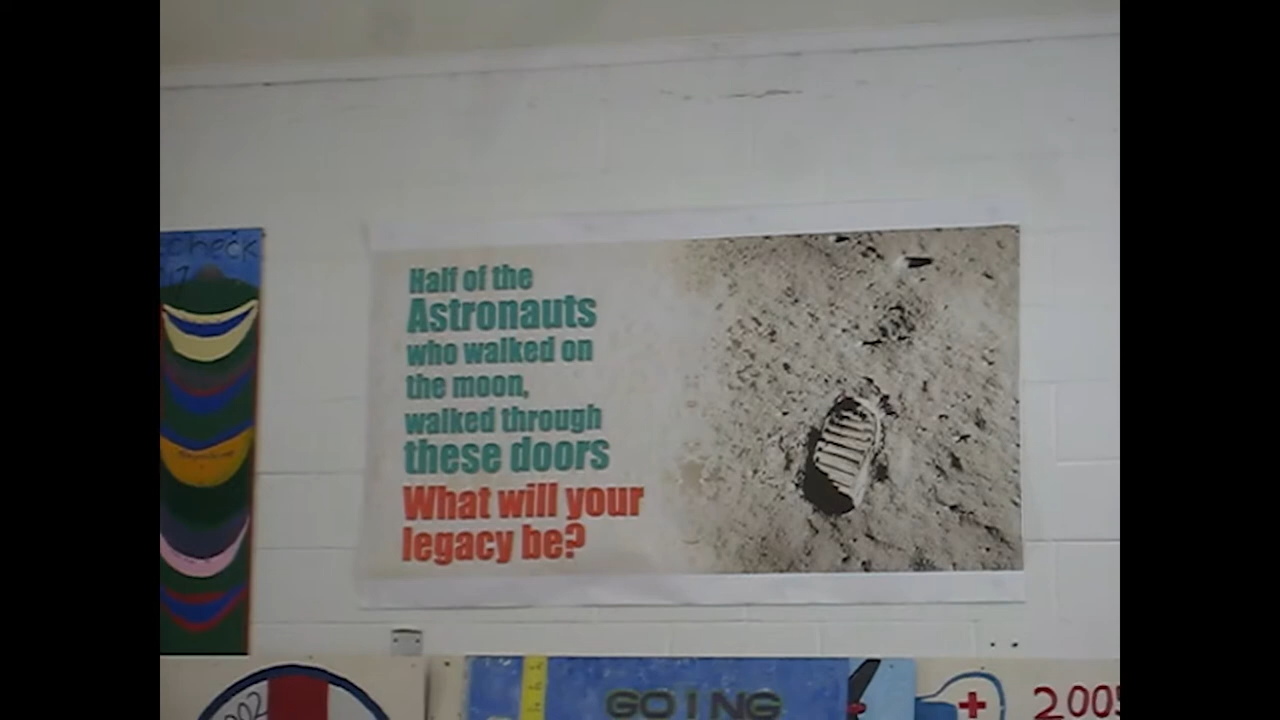 check
Half of the
Astronauts
who walked on
the moon,
walked through
these doors
What will your
legacy be?
GOING
2005